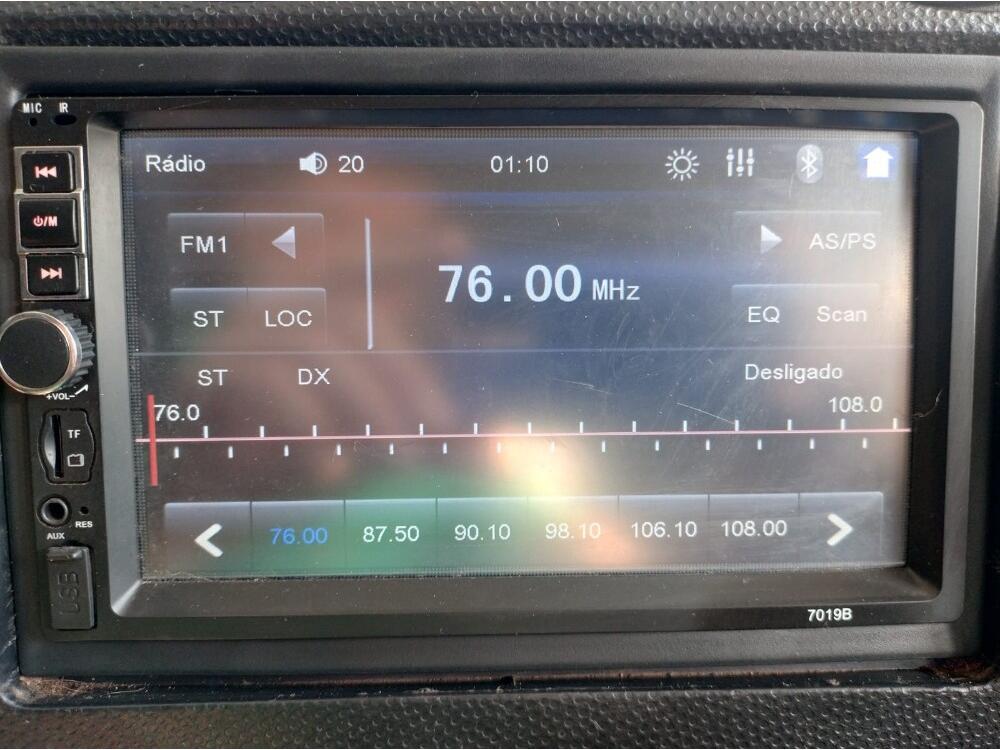 MIC IR
Rádio 20 01:10
FM1 76.00 MHz AS/PS
ST LOC EQ Scan
ST DX Desligado
76.0 108.0
76.00 87.50 90.10 98.10 106.10 108.00
⏻/M
+VOL-
TF
RES
AUX
USB
7019B